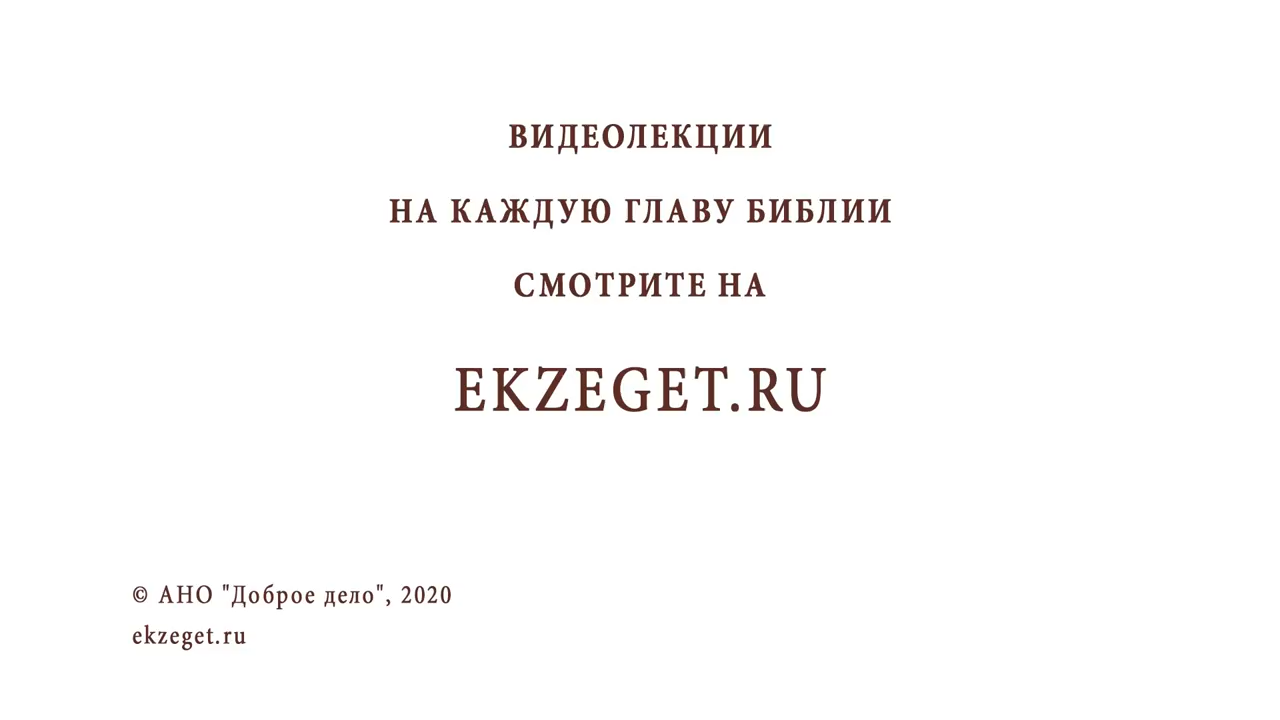 ВИДЕОЛЕКЦИИ
НА КАЖДУЮ ГЛАВУ БИБЛИИ
СМОТРИТЕ НА
EKZEGET.RU
© АНО "Доброе дело", 2020
ekzeget.ru